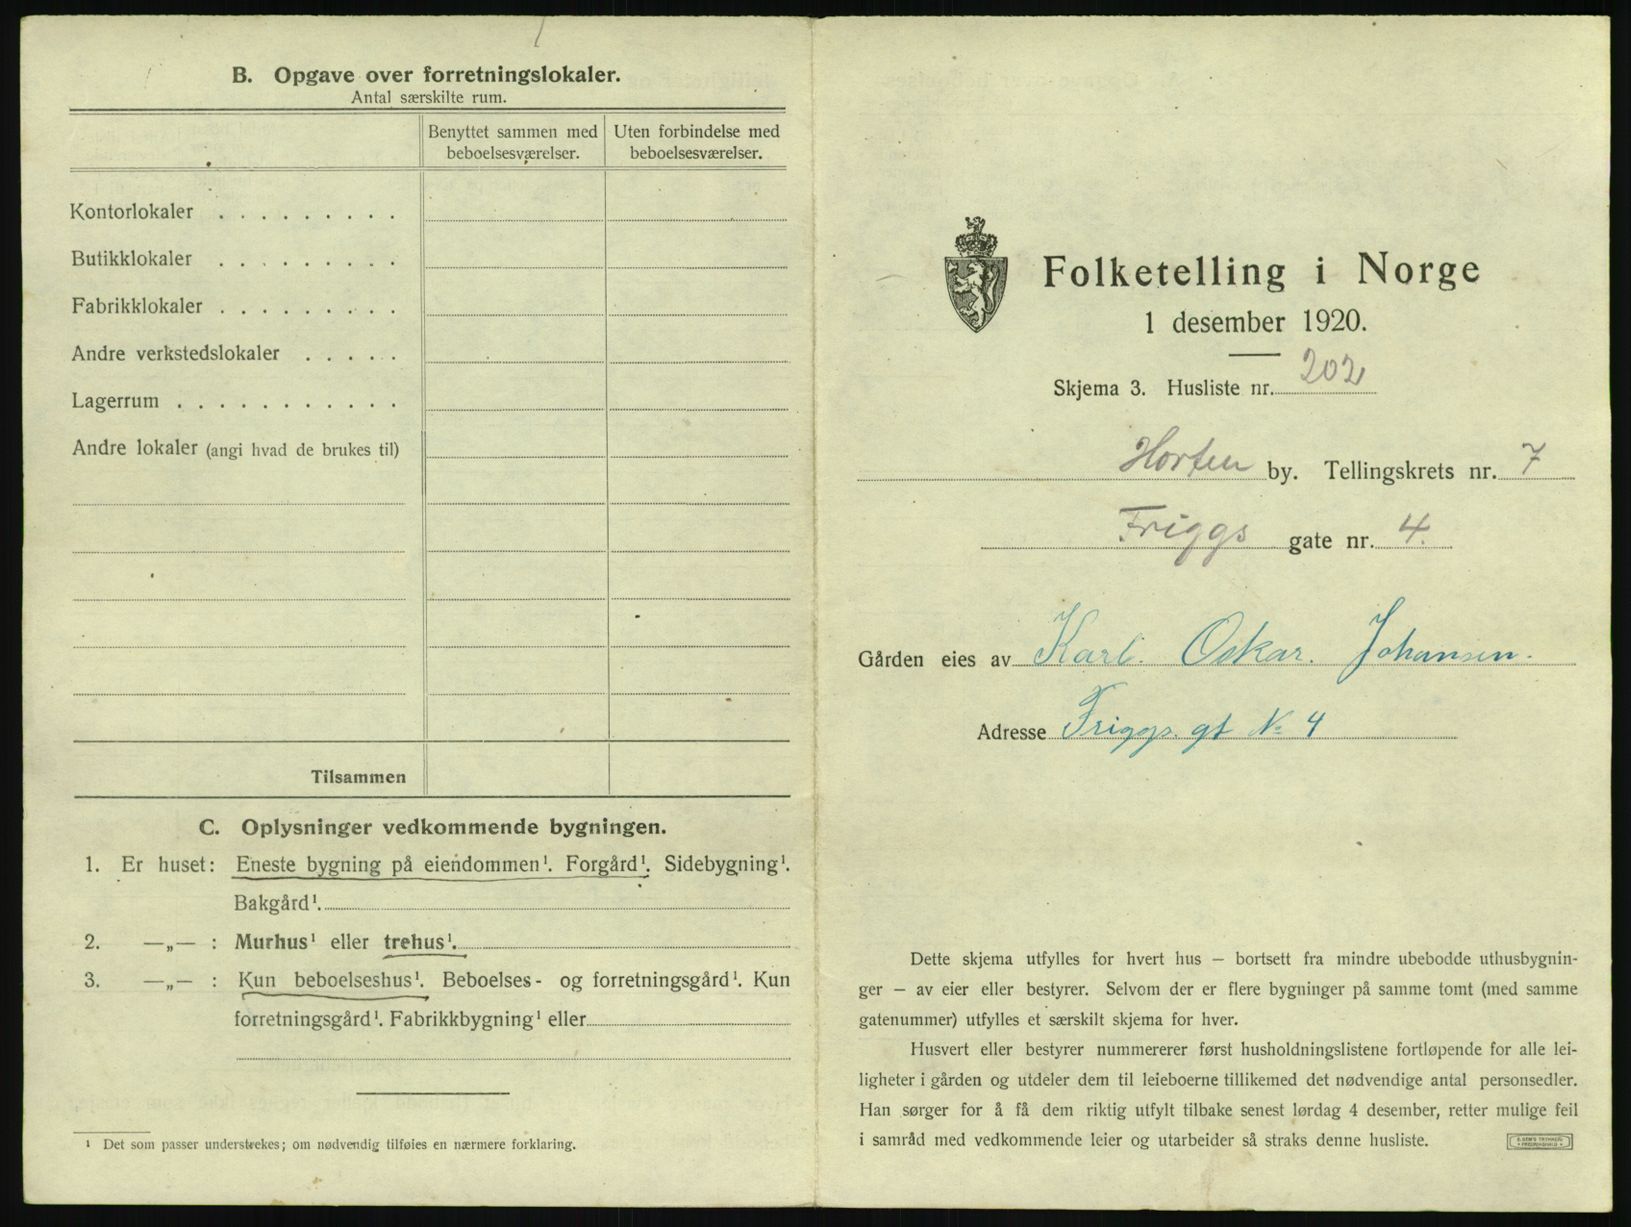 B. Opgave over forretningslokaler.
Antal særskilte rum.
Benyttet sammen med beboelsesværelser.
Uten forbindelse med beboelsesværelser.
Kontorlokaler . . . . . . . . .
Butikklokaler . . . . . . . . .
Fabrikklokaler . . . . . . . . .
Andre verkstedslokaler . . . . .
Lagerrum . . . . . . . . . . .
Andre lokaler (angi hvad de brukes til)
Tilsammen
C. Oplysninger vedkommende bygningen.
1. Er huset: Eneste bygning på eiendommen¹. Forgård¹. Sidebygning¹.
Bakgård¹.
2. —„— : Murhus¹ eller trehus¹.
3. —„— : Kun beboelseshus¹. Beboelses- og forretningsgård¹. Kun
forretningsgård¹. Fabrikkbygning¹ eller
¹ Det som passer understrekes; om nødvendig tilføies en nærmere forklaring.
Folketelling i Norge
1 desember 1920.
Skjema 3. Husliste nr. 202
Horten by. Tellingskrets nr. 7
Friggs gate nr. 4.
Gården eies av Karl. Oskar. Johansen.
Adresse Friggs. gt No 4
Dette skjema utfylles for hvert hus – bortsett fra mindre ubebodde uthusbygnin-
ger – av eier eller bestyrer. Selvom der er flere bygninger på samme tomt (med samme
gatenummer) utfylles et særskilt skjema for hver.
Husvert eller bestyrer nummererer først husholdningslistene fortløpende for alle lei-
ligheter i gården og utdeler dem til leieboerne tillikemed det nødvendige antal personsedler.
Han sørger for å få dem riktig utfylt tilbake senest lørdag 4 desember, retter mulige feil
i samråd med vedkommende leier og utarbeider så straks denne husliste.